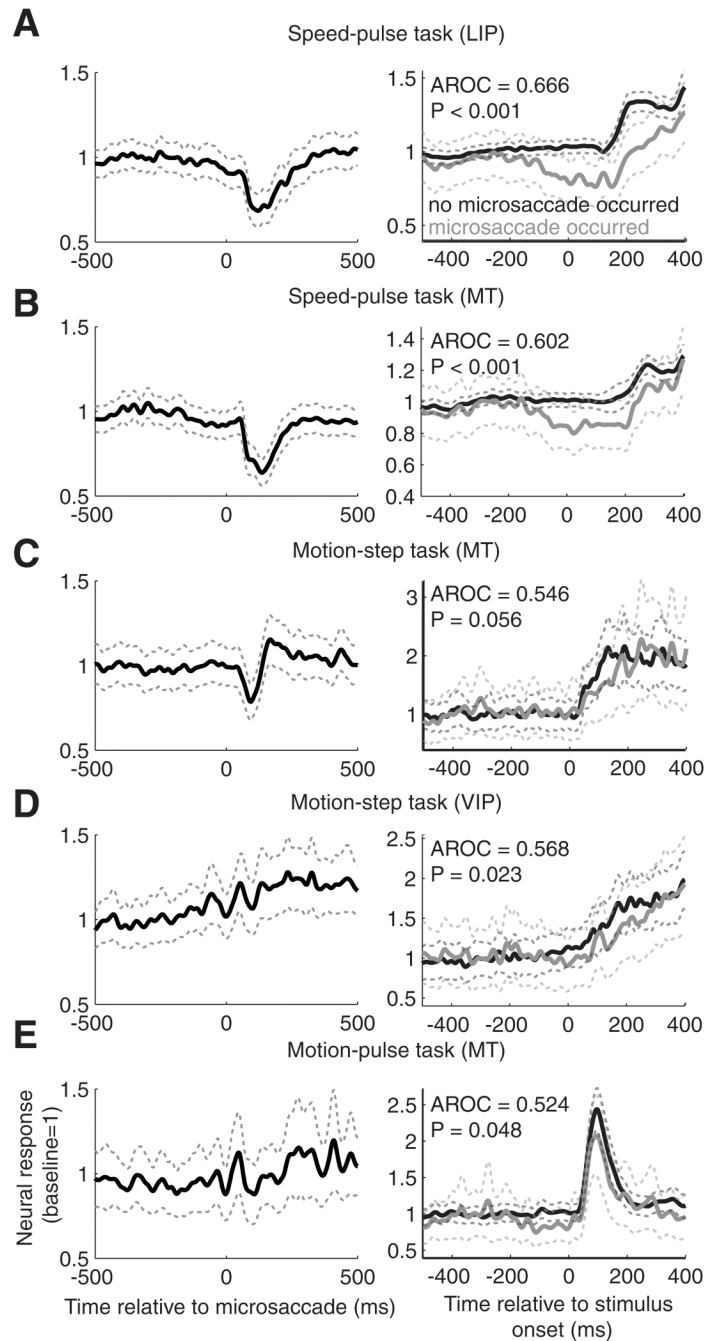 A
Speed-pulse task (LIP)
1.5
1
0.5
-500 0 500
1.5
1
0.5
AROC = 0.666
P < 0.001
no microsaccade occurred
microsaccade occurred
-400 -200 0 200 400
B
Speed-pulse task (MT)
1.5
1
0.5
-500 0 500
1.4
1.2
1
0.8
0.6
0.4
AROC = 0.602
P < 0.001
-400 -200 0 200 400
C
Motion-step task (MT)
1.5
1
0.5
-500 0 500
3
2
1
AROC = 0.546
P = 0.056
-400 -200 0 200 400
D
Motion-step task (VIP)
1.5
1
0.5
-500 0 500
2.5
2
1.5
1
0.5
AROC = 0.568
P = 0.023
-400 -200 0 200 400
E
Motion-pulse task (MT)
Neural response
(baseline=1)
1.5
1
0.5
-500 0 500
Time relative to microsaccade (ms)
2.5
2
1.5
1
0.5
AROC = 0.524
P = 0.048
-400 -200 0 200 400
Time relative to stimulus
onset (ms)